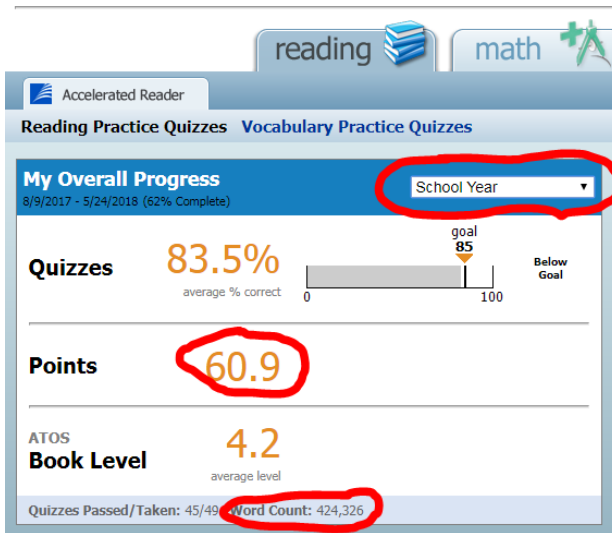 reading
math
Accelerated Reader
Reading Practice Quizzes Vocabulary Practice Quizzes
My Overall Progress
School Year
8/9/2017 - 5/24/2018 (62% Complete)
goal
85
Quizzes 83.5%
Below
Goal
average % correct
0 100
Points 60.9
ATOS
Book Level 4.2
average level
Quizzes Passed/Taken: 45/49 Word Count: 424,326